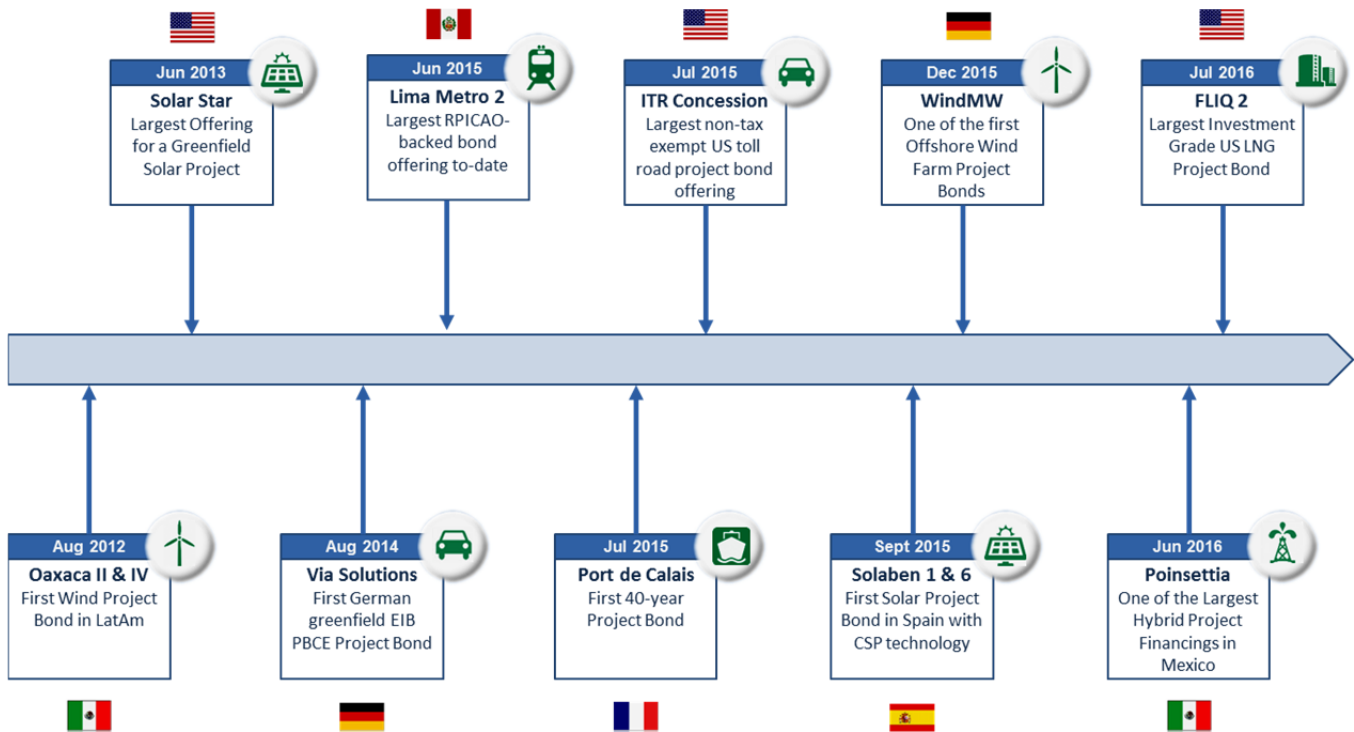 Jun 2013
Solar Star
Largest Offering
for a Greenfield
Solar Project
Jun 2015
Lima Metro 2
Largest RPICAO-
backed bond
offering to-date
Jul 2015
ITR Concession
Largest non-tax
exempt US toll
road project bond
offering
Dec 2015
WindMW
One of the first
Offshore Wind
Farm Project
Bonds
Jul 2016
FLIQ 2
Largest Investment
Grade US LNG
Project Bond
Aug 2012
Oaxaca II & IV
First Wind Project
Bond in LatAm
Aug 2014
Via Solutions
First German
greenfield EIB
PBCE Project Bond
Jul 2015
Port de Calais
First 40-year
Project Bond
Sept 2015
Solaben 1 & 6
First Solar Project
Bond in Spain with
CSP technology
Jun 2016
Poinsettia
One of the Largest
Hybrid Project
Financings in
Mexico